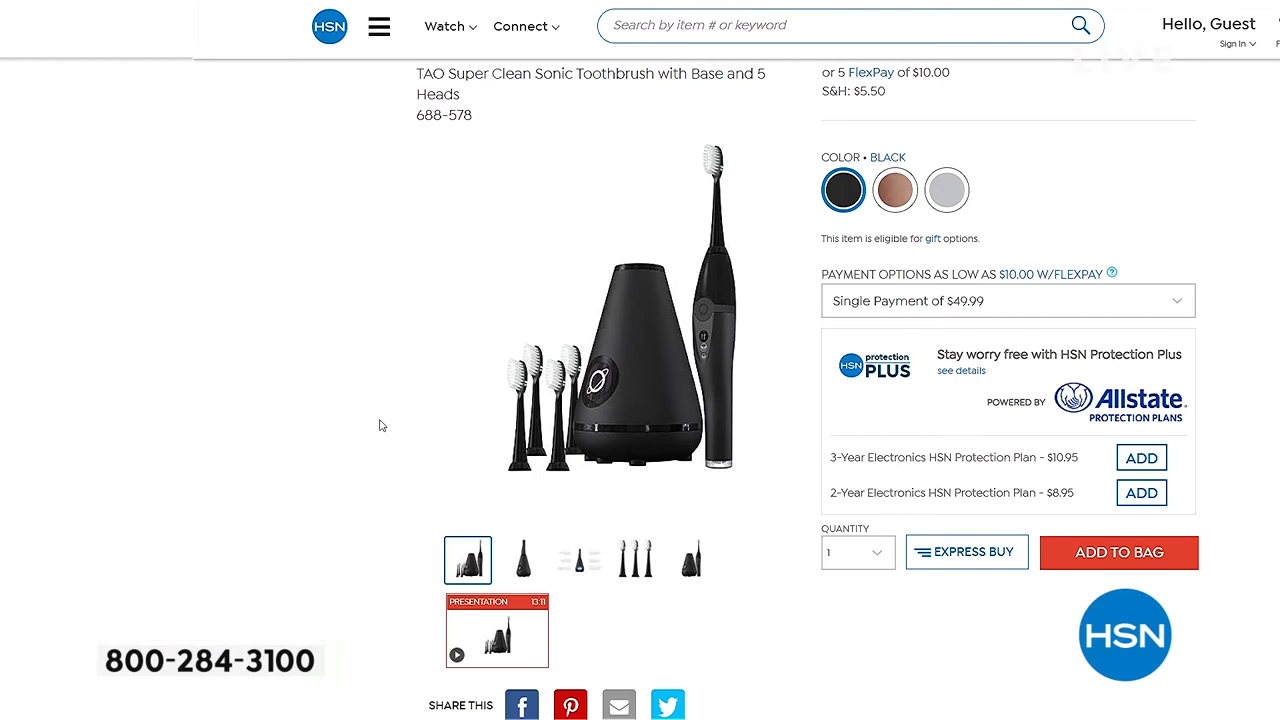 HSN
Watch
Connect
Search by item # or keyword
Hello, Guest
Sign In
LIVE
TAO Super Clean Sonic Toothbrush with Base and 5
Heads
688-578
or 5 FlexPay of $10.00
S&H: $5.50
COLOR • BLACK
This item is eligible for gift options.
PAYMENT OPTIONS AS LOW AS $10.00 W/FLEXPAY ?
Single Payment of $49.99
HSN protection PLUS
Stay worry free with HSN Protection Plus
see details
POWERED BY Allstate
PROTECTION PLANS
3-Year Electronics HSN Protection Plan - $10.95
ADD
2-Year Electronics HSN Protection Plan - $8.95
ADD
QUANTITY
1
EXPRESS BUY
ADD TO BAG
PRESENTATION 13:11
HSN
800-284-3100
SHARE THIS